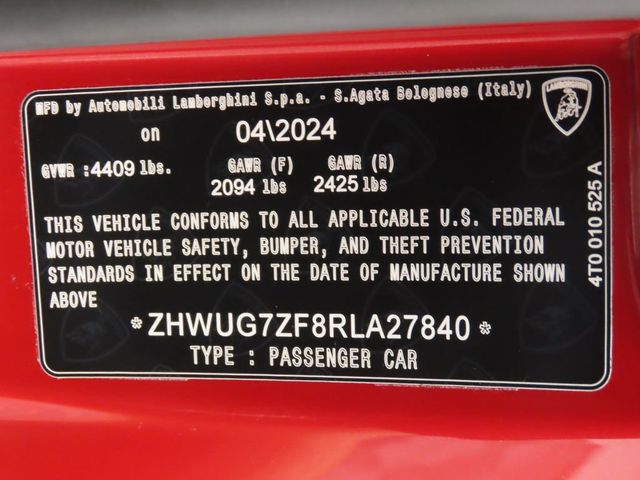 MFD by Automobili Lamborghini S.p.a. - S.Agata Bolognese (Italy)
LAMBORGHINI
on 04\2024
GVWR :4409 lbs. GAWR (F) GAWR (R)
2094 lbs 2425 lbs
THIS VEHICLE CONFORMS TO ALL APPLICABLE U.S. FEDERAL
MOTOR VEHICLE SAFETY, BUMPER, AND THEFT PREVENTION
STANDARDS IN EFFECT ON THE DATE OF MANUFACTURE SHOWN
ABOVE
*ZHWUG7ZF8RLA27840*
TYPE : PASSENGER CAR
4T0 010 525 A